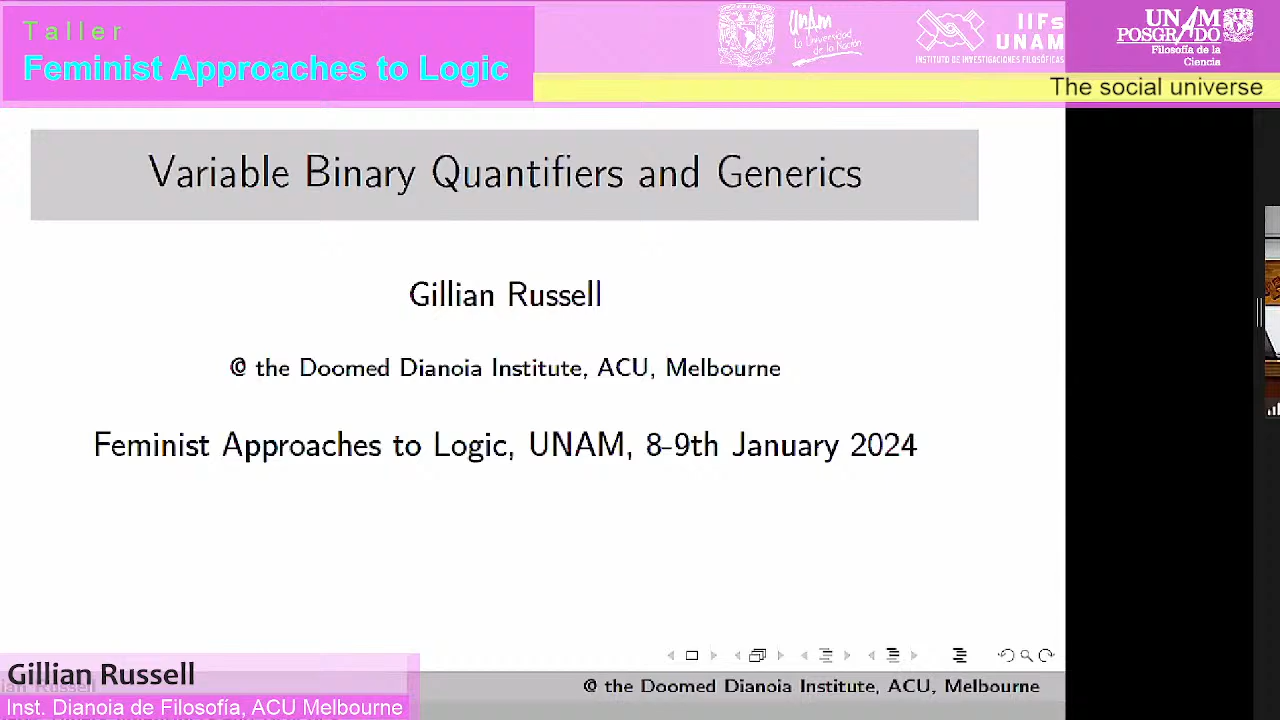 Taller
Feminist Approaches to Logic
UNAM
La Universidad
de la Nación
IIFs
UNAM
INSTITUTO DE INVESTIGACIONES FILOSÓFICAS
UNAM
POSGRADO
Filosofía de la
Ciencia
The social universe
Variable Binary Quantifiers and Generics
Gillian Russell
@ the Doomed Dianoia Institute, ACU, Melbourne
Feminist Approaches to Logic, UNAM, 8-9th January 2024
Gillian Russell
@ the Doomed Dianoia Institute, ACU, Melbourne
Inst. Dianoia de Filosofía, ACU Melbourne